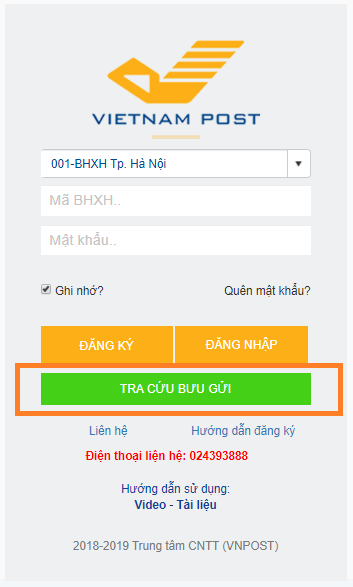 VIETNAM POST
001-BHXH Tp. Hà Nội
Mã BHXH..
Mật khẩu..
Ghi nhớ? Quên mật khẩu?
ĐĂNG KÝ ĐĂNG NHẬP
TRA CỨU BƯU GỬI
Liên hệ Hướng dẫn đăng ký
Điện thoại liên hệ: 024393888
Hướng dẫn sử dụng:
Video - Tài liệu
2018-2019 Trung tâm CNTT (VNPOST)